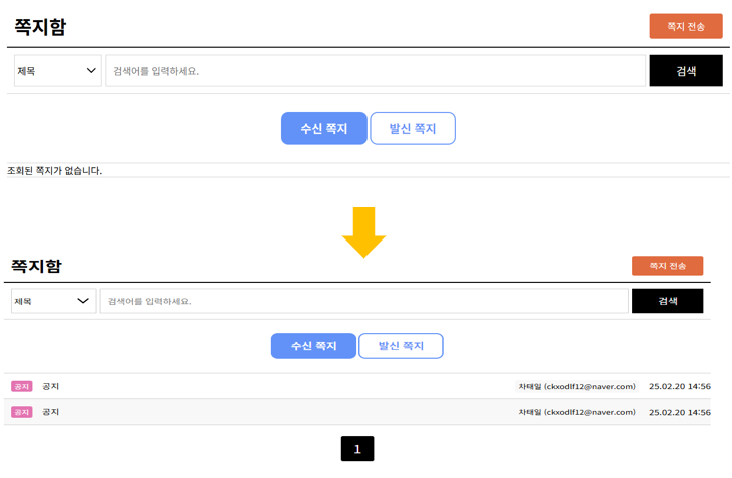 쪽지함 쪽지 전송
제목 검색어를 입력하세요. 검색
수신 쪽지 발신 쪽지
조회된 쪽지가 없습니다.
쪽지함 쪽지 전송
제목 검색어를 입력하세요. 검색
수신 쪽지 발신 쪽지
공지 공지 차태일 (ckxodlf12@naver.com) 25.02.20 14:56
공지 공지 차태일 (ckxodlf12@naver.com) 25.02.20 14:56
1